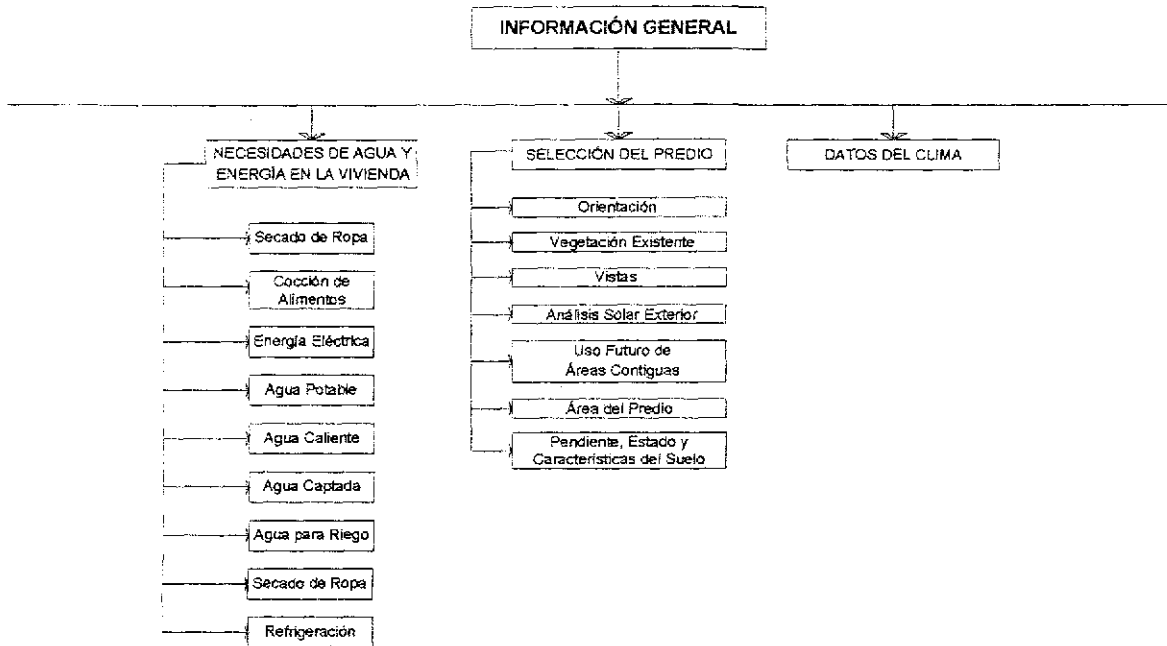 INFORMACIÓN GENERAL
NECESIDADES DE AGUA Y
ENERGÍA EN LA VIVIENDA
Secado de Ropa
Cocción de
Alimentos
Energía Eléctrica
Agua Potable
Agua Caliente
Agua Captada
Agua para Riego
Secado de Ropa
Refrigeración
SELECCIÓN DEL PREDIO
Orientación
Vegetación Existente
Vistas
Análisis Solar Exterior
Uso Futuro de
Áreas Contiguas
Área del Predio
Pendiente, Estado y
Características del Suelo
DATOS DEL CLIMA